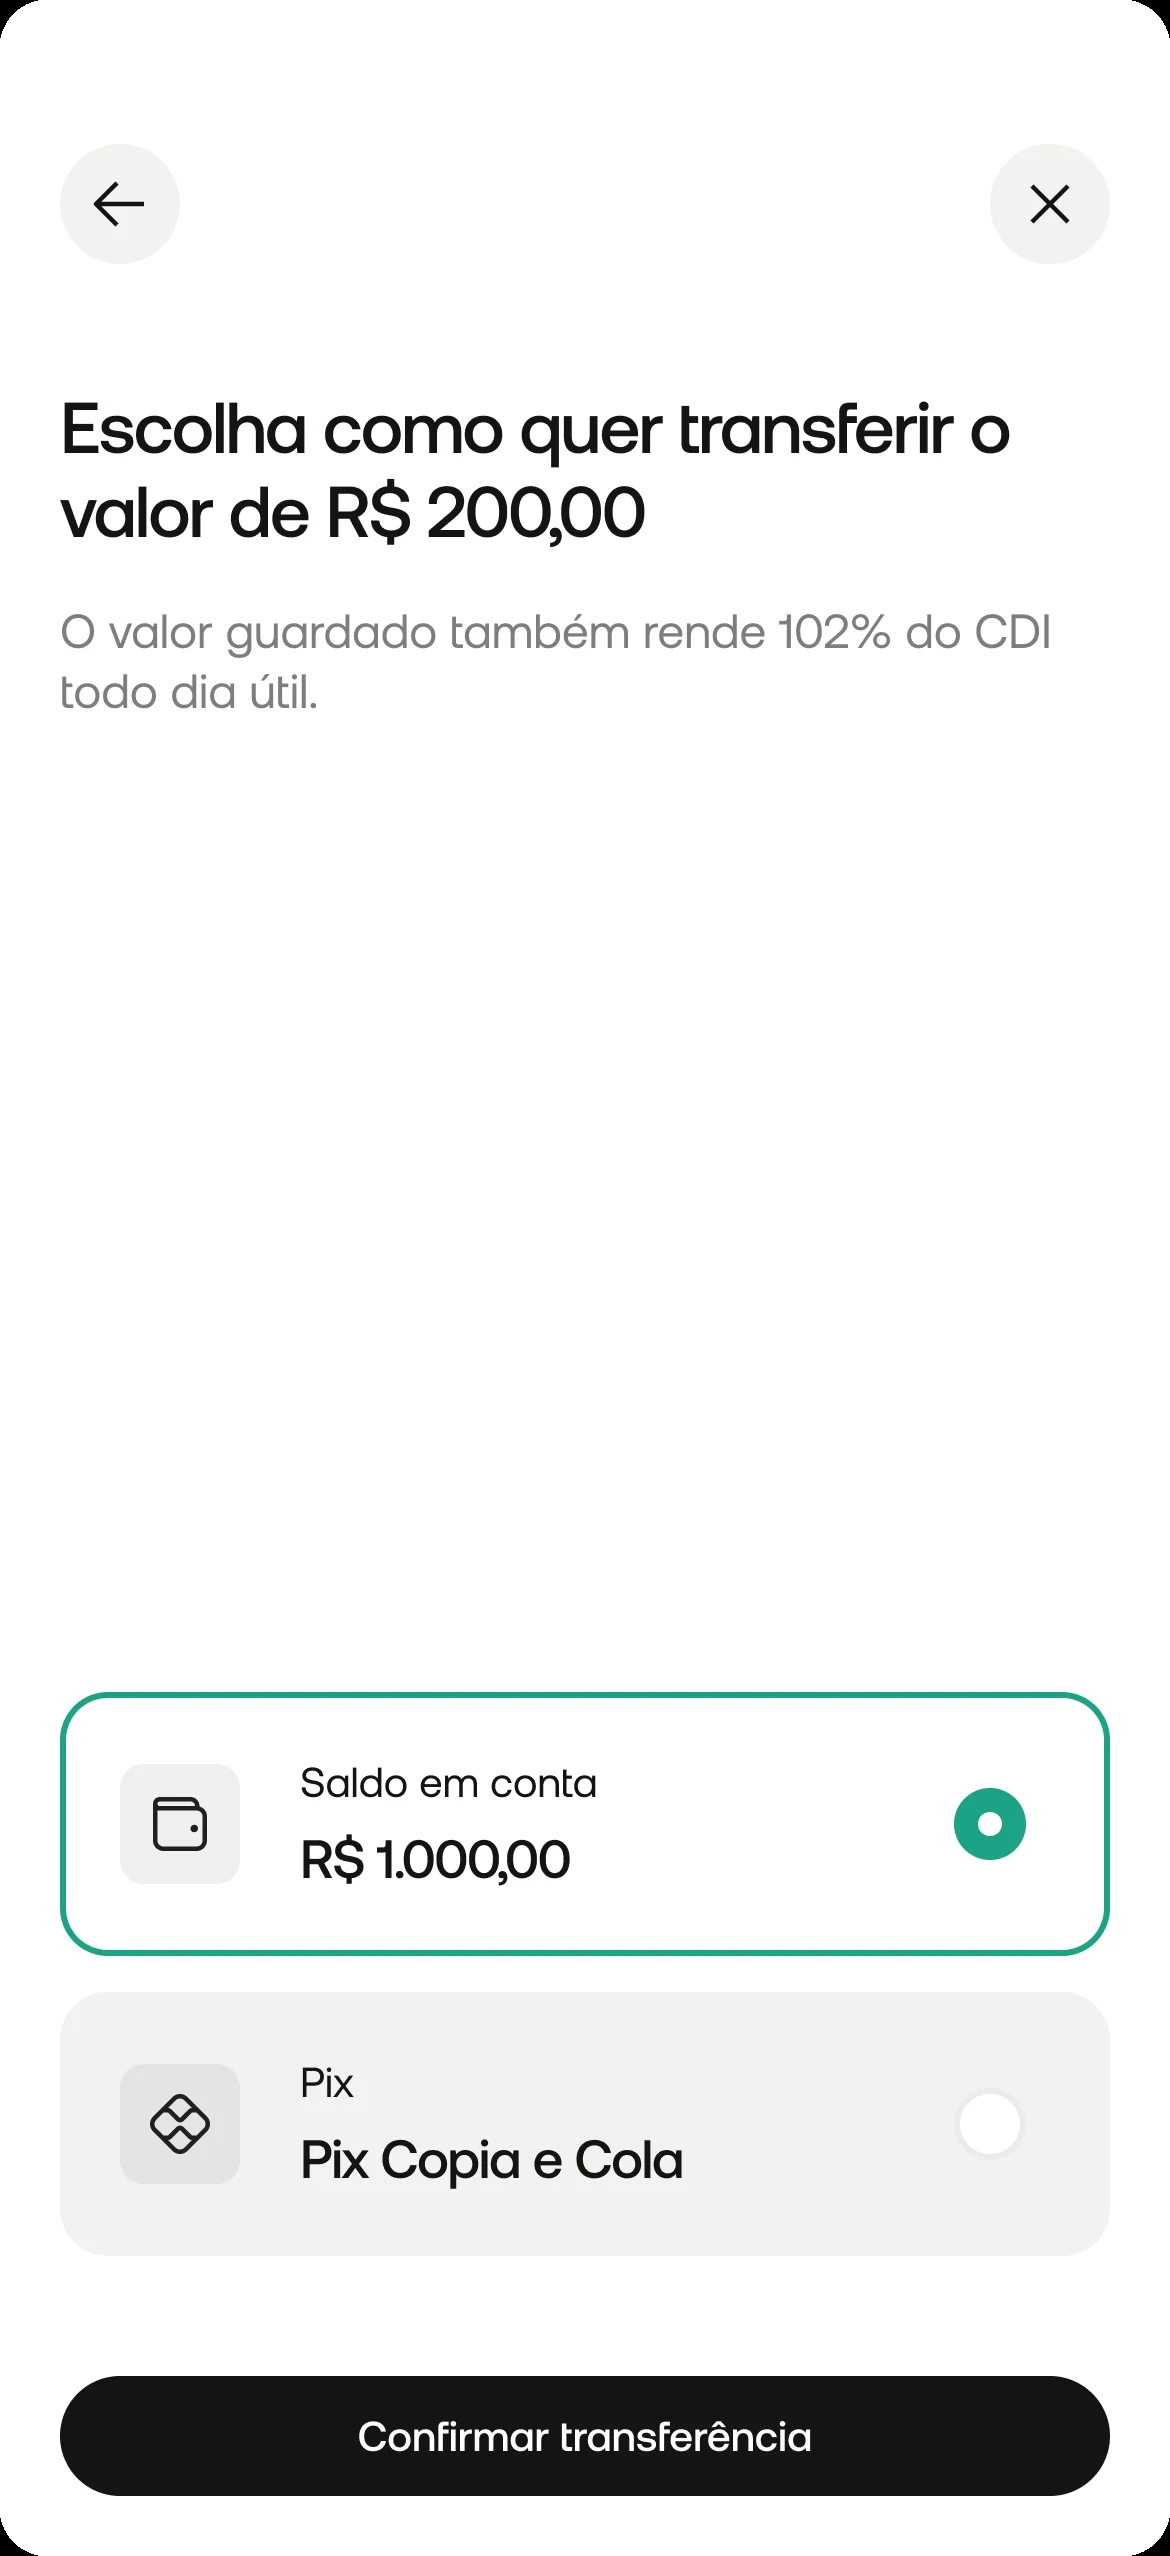 Escolha como quer transferir o
valor de R$ 200,00
O valor guardado também rende 102% do CDI
todo dia útil.
Saldo em conta
R$ 1.000,00
Pix
Pix Copia e Cola
Confirmar transferência